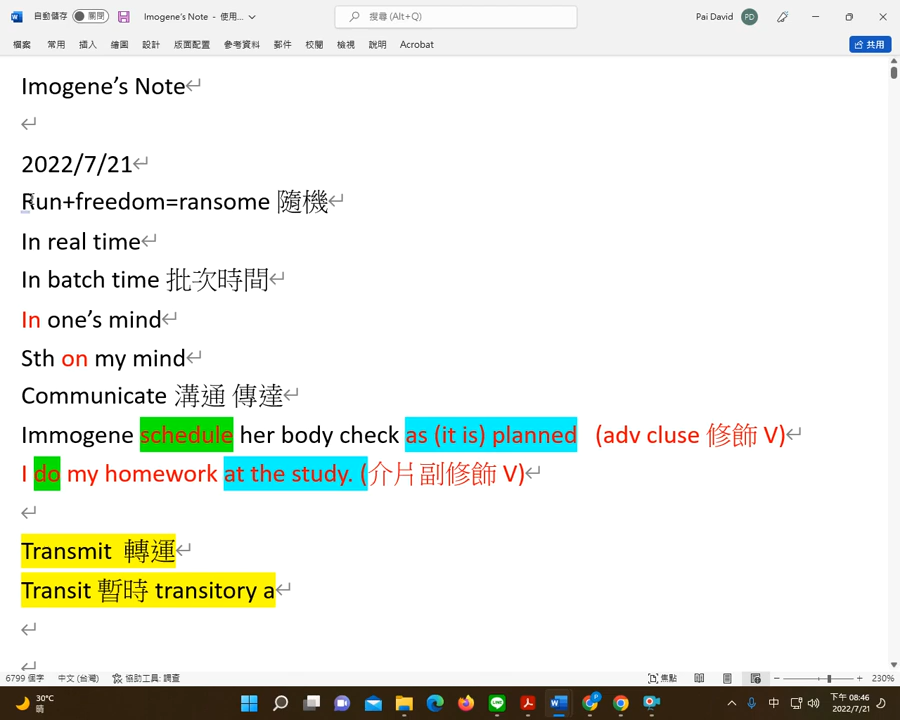 自動儲存 關閉 Imogene's Note - 使用... 搜尋 (Alt+Q) Pai David PD
檔案 常用 插入 繪圖 設計 版面配置 參考資料 郵件 校閱 檢視 說明 Acrobat 共用
Imogene's Note
2022/7/21
Run+freedom=ransome 隨機
In real time
In batch time 批次時間
In one's mind
Sth on my mind
Communicate 溝通 傳達
Immogene schedule her body check as (it is) planned (adv cluse 修飾 V)
I do my homework at the study. (介片副修飾 V)
Transmit 轉運
Transit 暫時 transitory a
6799 個字 中文 (台灣) 協助工具: 調查 焦點 230%
30°C 下午 08:46
晴 中 2022/7/21